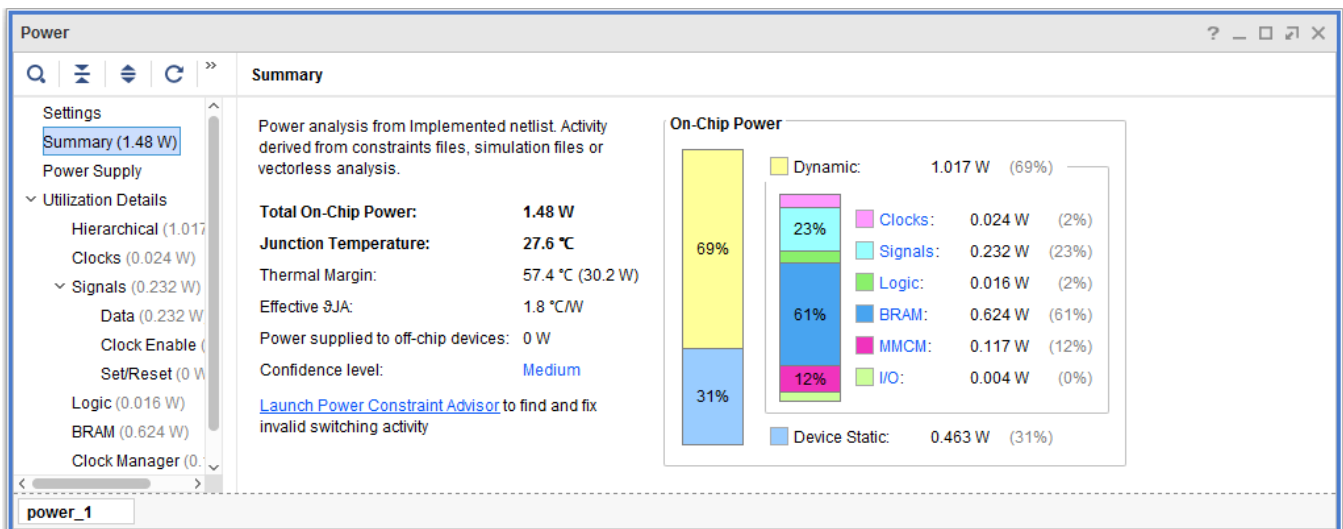 Power
?
»
Summary
Settings
Summary (1.48 W)
Power Supply
Utilization Details
Hierarchical (1.017
Clocks (0.024 W)
Signals (0.232 W)
Data (0.232 W
Clock Enable (
Set/Reset (0 W
Logic (0.016 W)
BRAM (0.624 W)
Clock Manager (0.
Power analysis from Implemented netlist. Activity
derived from constraints files, simulation files or
vectorless analysis.
Total On-Chip Power: 1.48 W
Junction Temperature: 27.6 °C
Thermal Margin: 57.4 °C (30.2 W)
Effective ϑJA: 1.8 °C/W
Power supplied to off-chip devices: 0 W
Confidence level: Medium
Launch Power Constraint Advisor to find and fix
invalid switching activity
On-Chip Power
69%
31%
Dynamic: 1.017 W (69%)
23%
61%
12%
Clocks: 0.024 W (2%)
Signals: 0.232 W (23%)
Logic: 0.016 W (2%)
BRAM: 0.624 W (61%)
MMCM: 0.117 W (12%)
I/O: 0.004 W (0%)
Device Static: 0.463 W (31%)
power_1